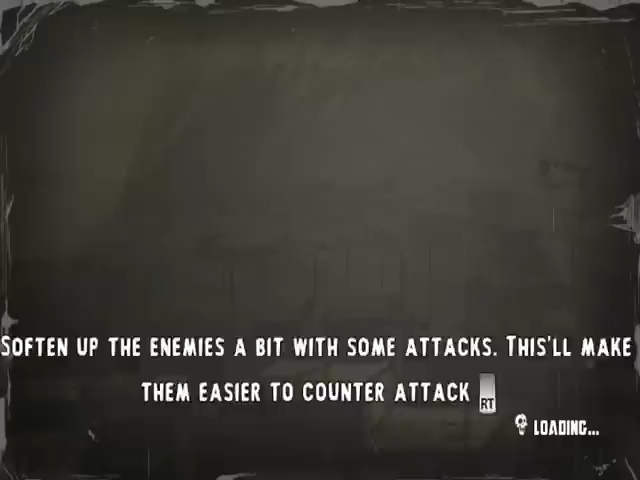 SOFTEN UP THE ENEMIES A BIT WITH SOME ATTACKS. THIS'LL MAKE
THEM EASIER TO COUNTER ATTACK RT
LOADING...